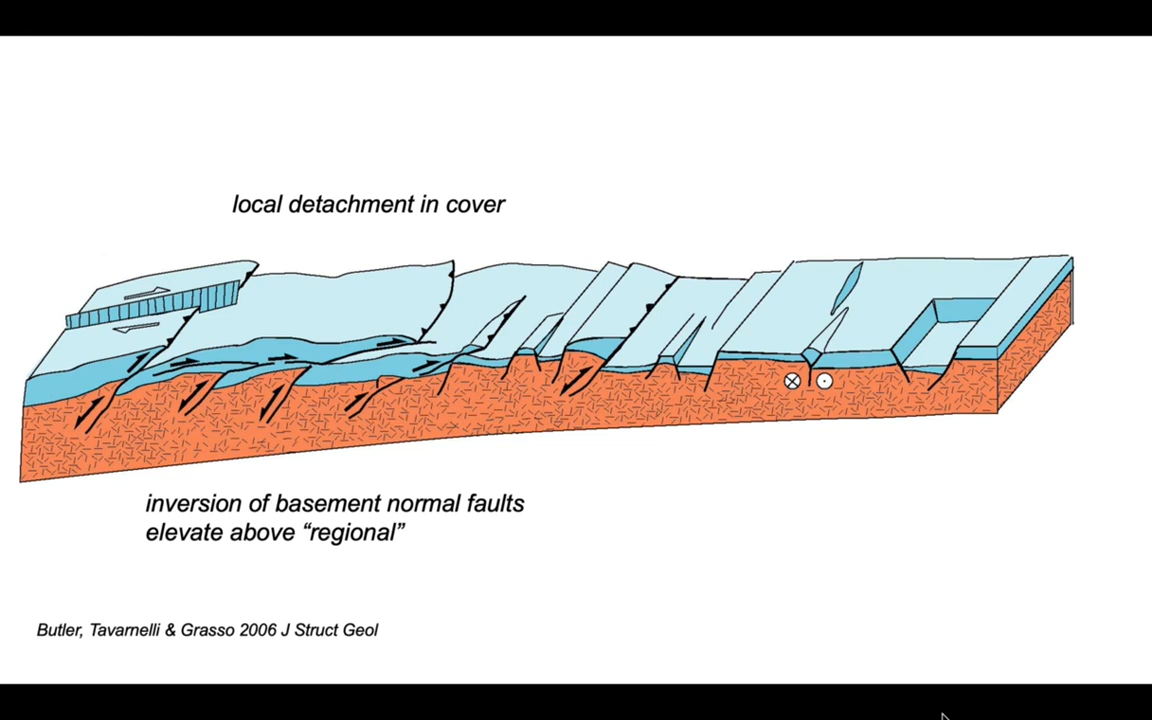 local detachment in cover
inversion of basement normal faults
elevate above “regional”
Butler, Tavarnelli & Grasso 2006 J Struct Geol